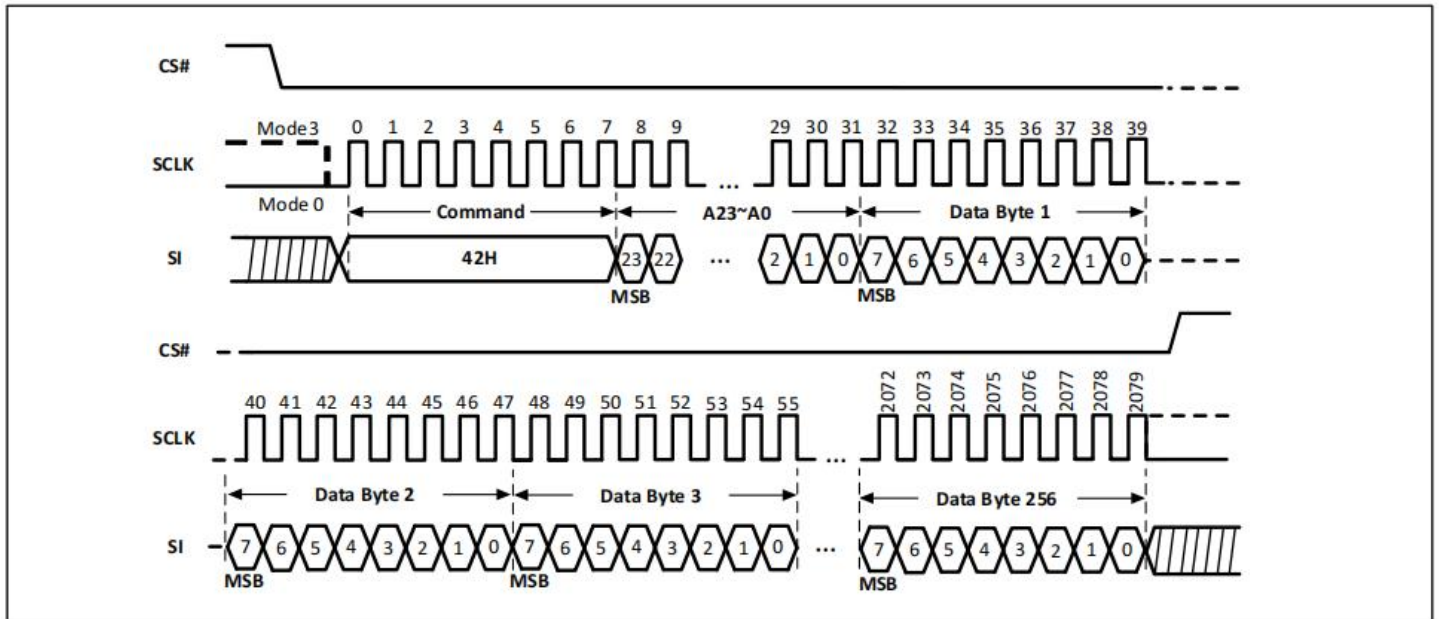 CS#
Mode3 0 1 2 3 4 5 6 7 8 9 29 30 31 32 33 34 35 36 37 38 39
SCLK ...
Mode 0 Command A23~A0 Data Byte 1
SI 42H 23 22 ... 2 1 0 7 6 5 4 3 2 1 0
MSB MSB
CS#
40 41 42 43 44 45 46 47 48 49 50 51 52 53 54 55 2072 2073 2074 2075 2076 2077 2078 2079
SCLK ...
Data Byte 2 Data Byte 3 Data Byte 256
SI 7 6 5 4 3 2 1 0 7 6 5 4 3 2 1 0 ... 7 6 5 4 3 2 1 0
MSB MSB MSB